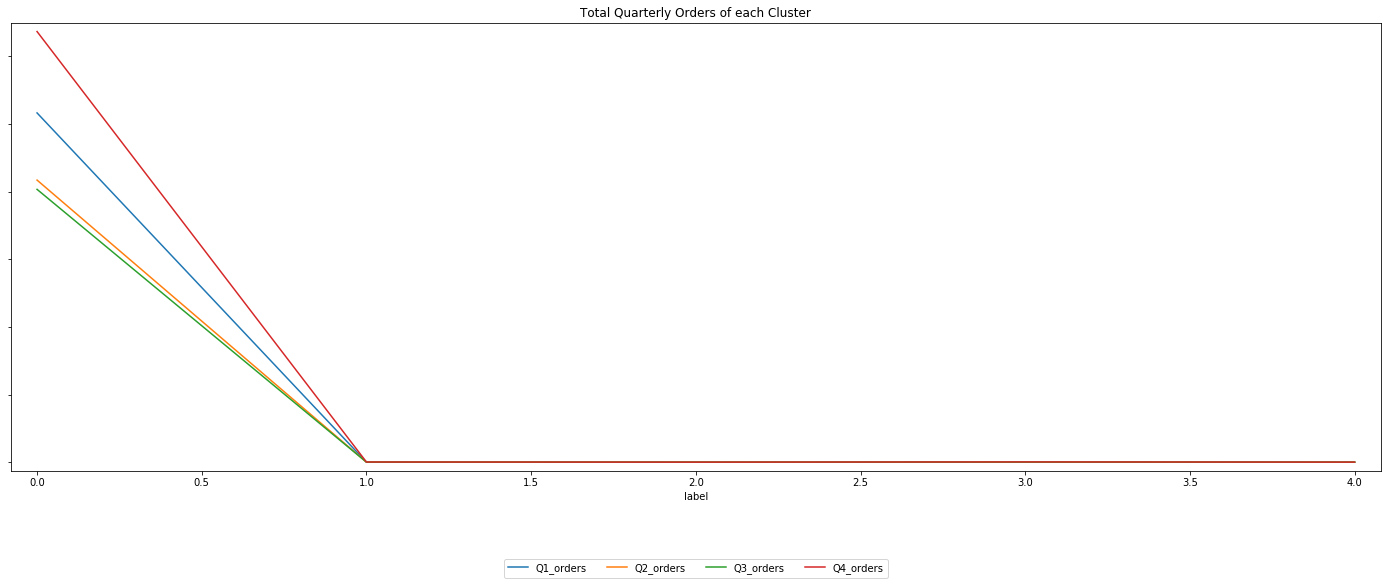 Total Quarterly Orders of each Cluster
0.0 0.5 1.0 1.5 2.0 2.5 3.0 3.5 4.0
label
Q1_orders Q2_orders Q3_orders Q4_orders